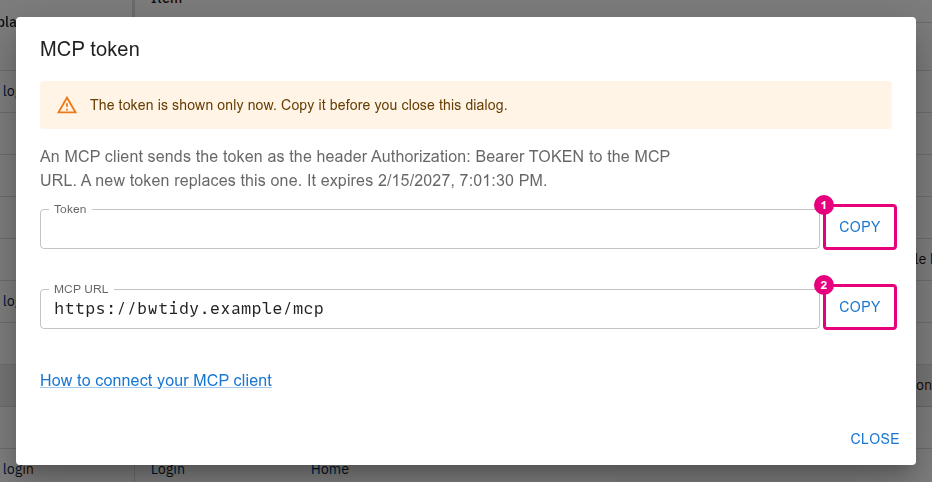 Item
MCP token
The token is shown only now. Copy it before you close this dialog.
An MCP client sends the token as the header Authorization: Bearer TOKEN to the MCP
URL. A new token replaces this one. It expires 2/15/2027, 7:01:30 PM.
Token
1
COPY
MCP URL
https://bwtidy.example/mcp
2
COPY
How to connect your MCP client
CLOSE
login
Login
Home